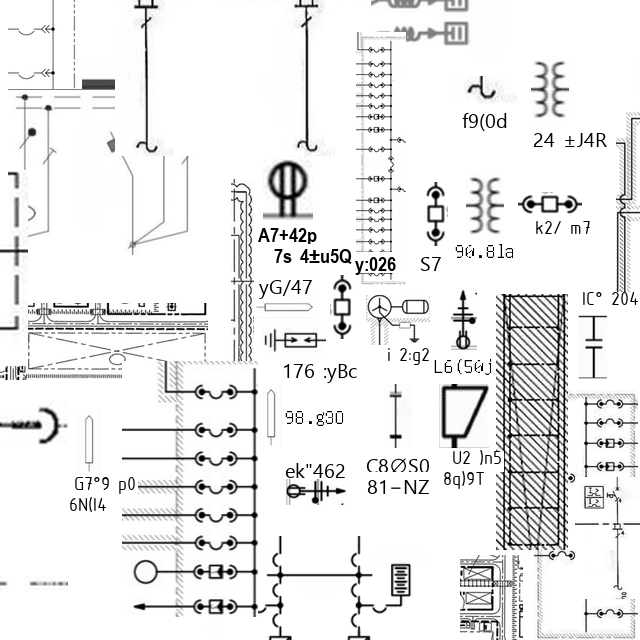 f9(0d
24 ±J4R
k2/ m7
A7+42p
7s 4±u5Q
y:026
S7
90.81a
yG/47
IC° 204
i 2:g2
176 :yBc
L6(50j
98.g30
U2 )n5
8q)9T
ek"462
C8∅S0
81-NZ
G7°9 p0
6N(I4